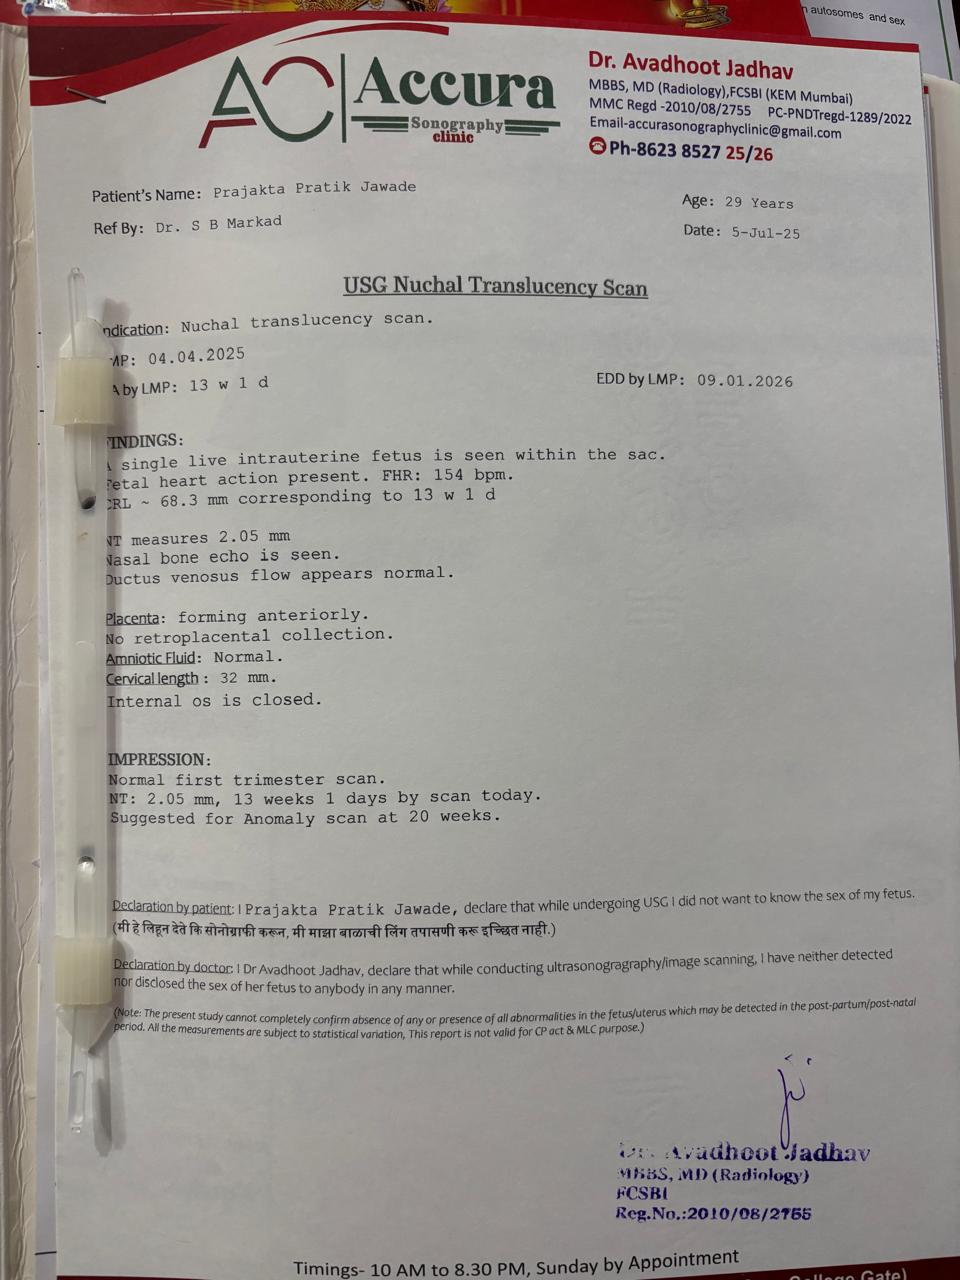 n autosomes and sex
AC Accura
Sonography
clinic
Dr. Avadhoot Jadhav
MBBS, MD (Radiology),FCSBI (KEM Mumbai)
MMC Regd -2010/08/2755 PC-PNDTregd-1289/2022
Email-accurasonographyclinic@gmail.com
Ph-8623 8527 25/26
Patient's Name: Prajakta Pratik Jawade
Age: 29 Years
Ref By: Dr. S B Markad
Date: 5-Jul-25
USG Nuchal Translucency Scan
ndication: Nuchal translucency scan.
MP: 04.04.2025
A by LMP: 13 w 1 d
EDD by LMP: 09.01.2026
FINDINGS:
A single live intrauterine fetus is seen within the sac.
Fetal heart action present. FHR: 154 bpm.
CRL ~ 68.3 mm corresponding to 13 w 1 d
NT measures 2.05 mm
Nasal bone echo is seen.
Ductus venosus flow appears normal.
Placenta: forming anteriorly.
No retroplacental collection.
Amniotic Fluid: Normal.
Cervical length : 32 mm.
Internal os is closed.
IMPRESSION:
Normal first trimester scan.
NT: 2.05 mm, 13 weeks 1 days by scan today.
Suggested for Anomaly scan at 20 weeks.
Declaration by patient: I Prajakta Pratik Jawade, declare that while undergoing USG I did not want to know the sex of my fetus.
(मी हे लिहून देते कि सोनोग्राफी करून, मी माझा बाळाची लिंग तपासणी करू इच्छित नाही.)
Declaration by doctor: I Dr Avadhoot Jadhav, declare that while conducting ultrasonogragraphy/image scanning, I have neither detected
nor disclosed the sex of her fetus to anybody in any manner.
(Note: The present study cannot completely confirm absence of any or presence of all abnormalities in the fetus/uterus which may be detected in the post-partum/post-natal
period. All the measurements are subject to statistical variation, This report is not valid for CP act & MLC purpose.)
Dr. Avadhoot Jadhav
MBBS, MD (Radiology)
FCSBI
Reg.No.:2010/08/2755
Timings- 10 AM to 8.30 PM, Sunday by Appointment
College Gate)